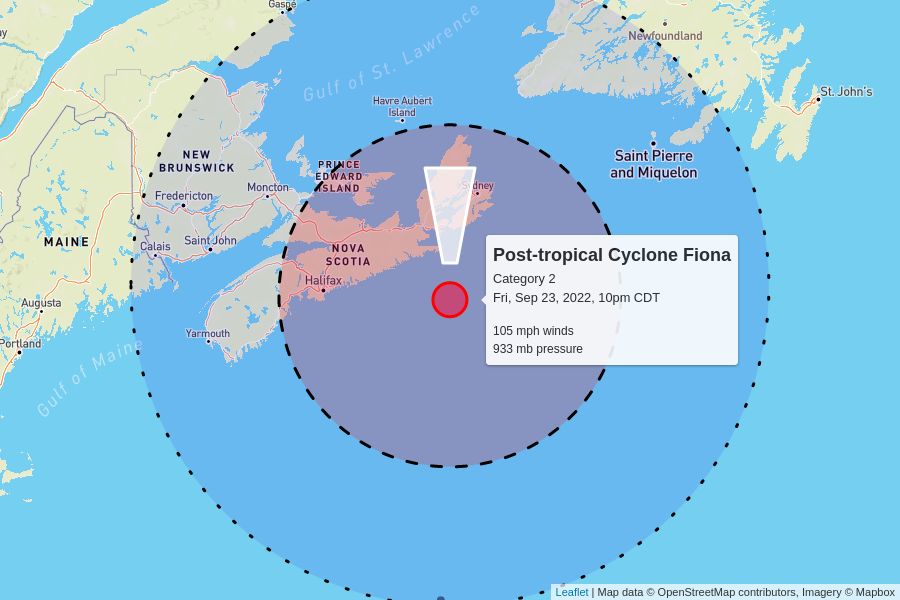 Gaspé
Gulf of St. Lawrence
Newfoundland
St. John's
Havre Aubert
Island
NEW
BRUNSWICK
PRINCE
EDWARD
ISLAND
Saint Pierre
and Miquelon
Fredericton
Moncton
Sydney
MAINE
Calais
Saint John
NOVA
SCOTIA
Halifax
Augusta
Portland
Yarmouth
Gulf of Maine
Post-tropical Cyclone Fiona
Category 2
Fri, Sep 23, 2022, 10pm CDT
105 mph winds
933 mb pressure
Leaflet | Map data © OpenStreetMap contributors, Imagery © Mapbox